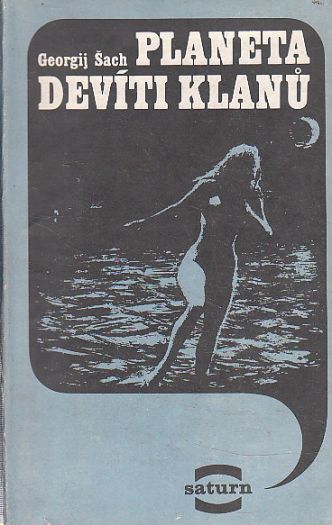 Georgij Šach PLANETA
DEVÍTI KLANŮ
saturn